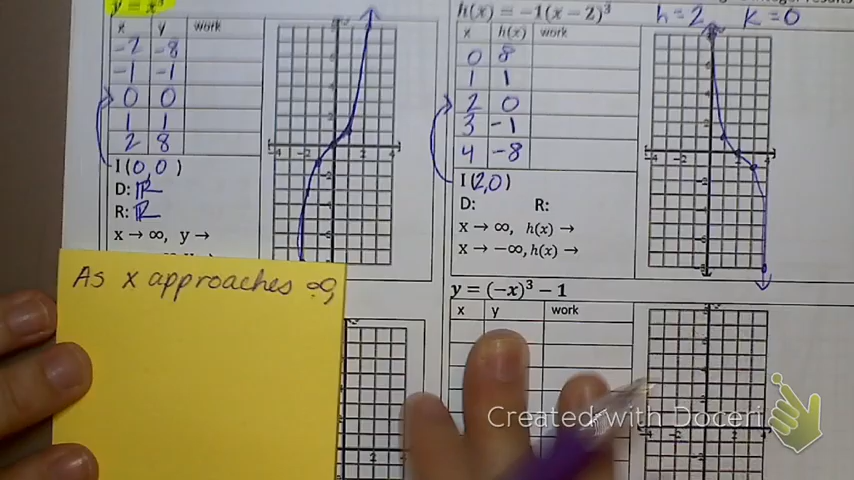 y = x³
x y work
-2 -8
-1 -1
0 0
1 1
2 8
I (0, 0)
D: ℝ
R: ℝ
x → ∞, y →
As x approaches ∞,
h(x) = -1(x - 2)³
h = 2 K = 0
x h(x) work
0 8
1 1
2 0
3 -1
4 -8
I (2, 0)
D: R:
x → ∞, h(x) →
x → -∞, h(x) →
y = (-x)³ - 1
x y work
Created with Doceri